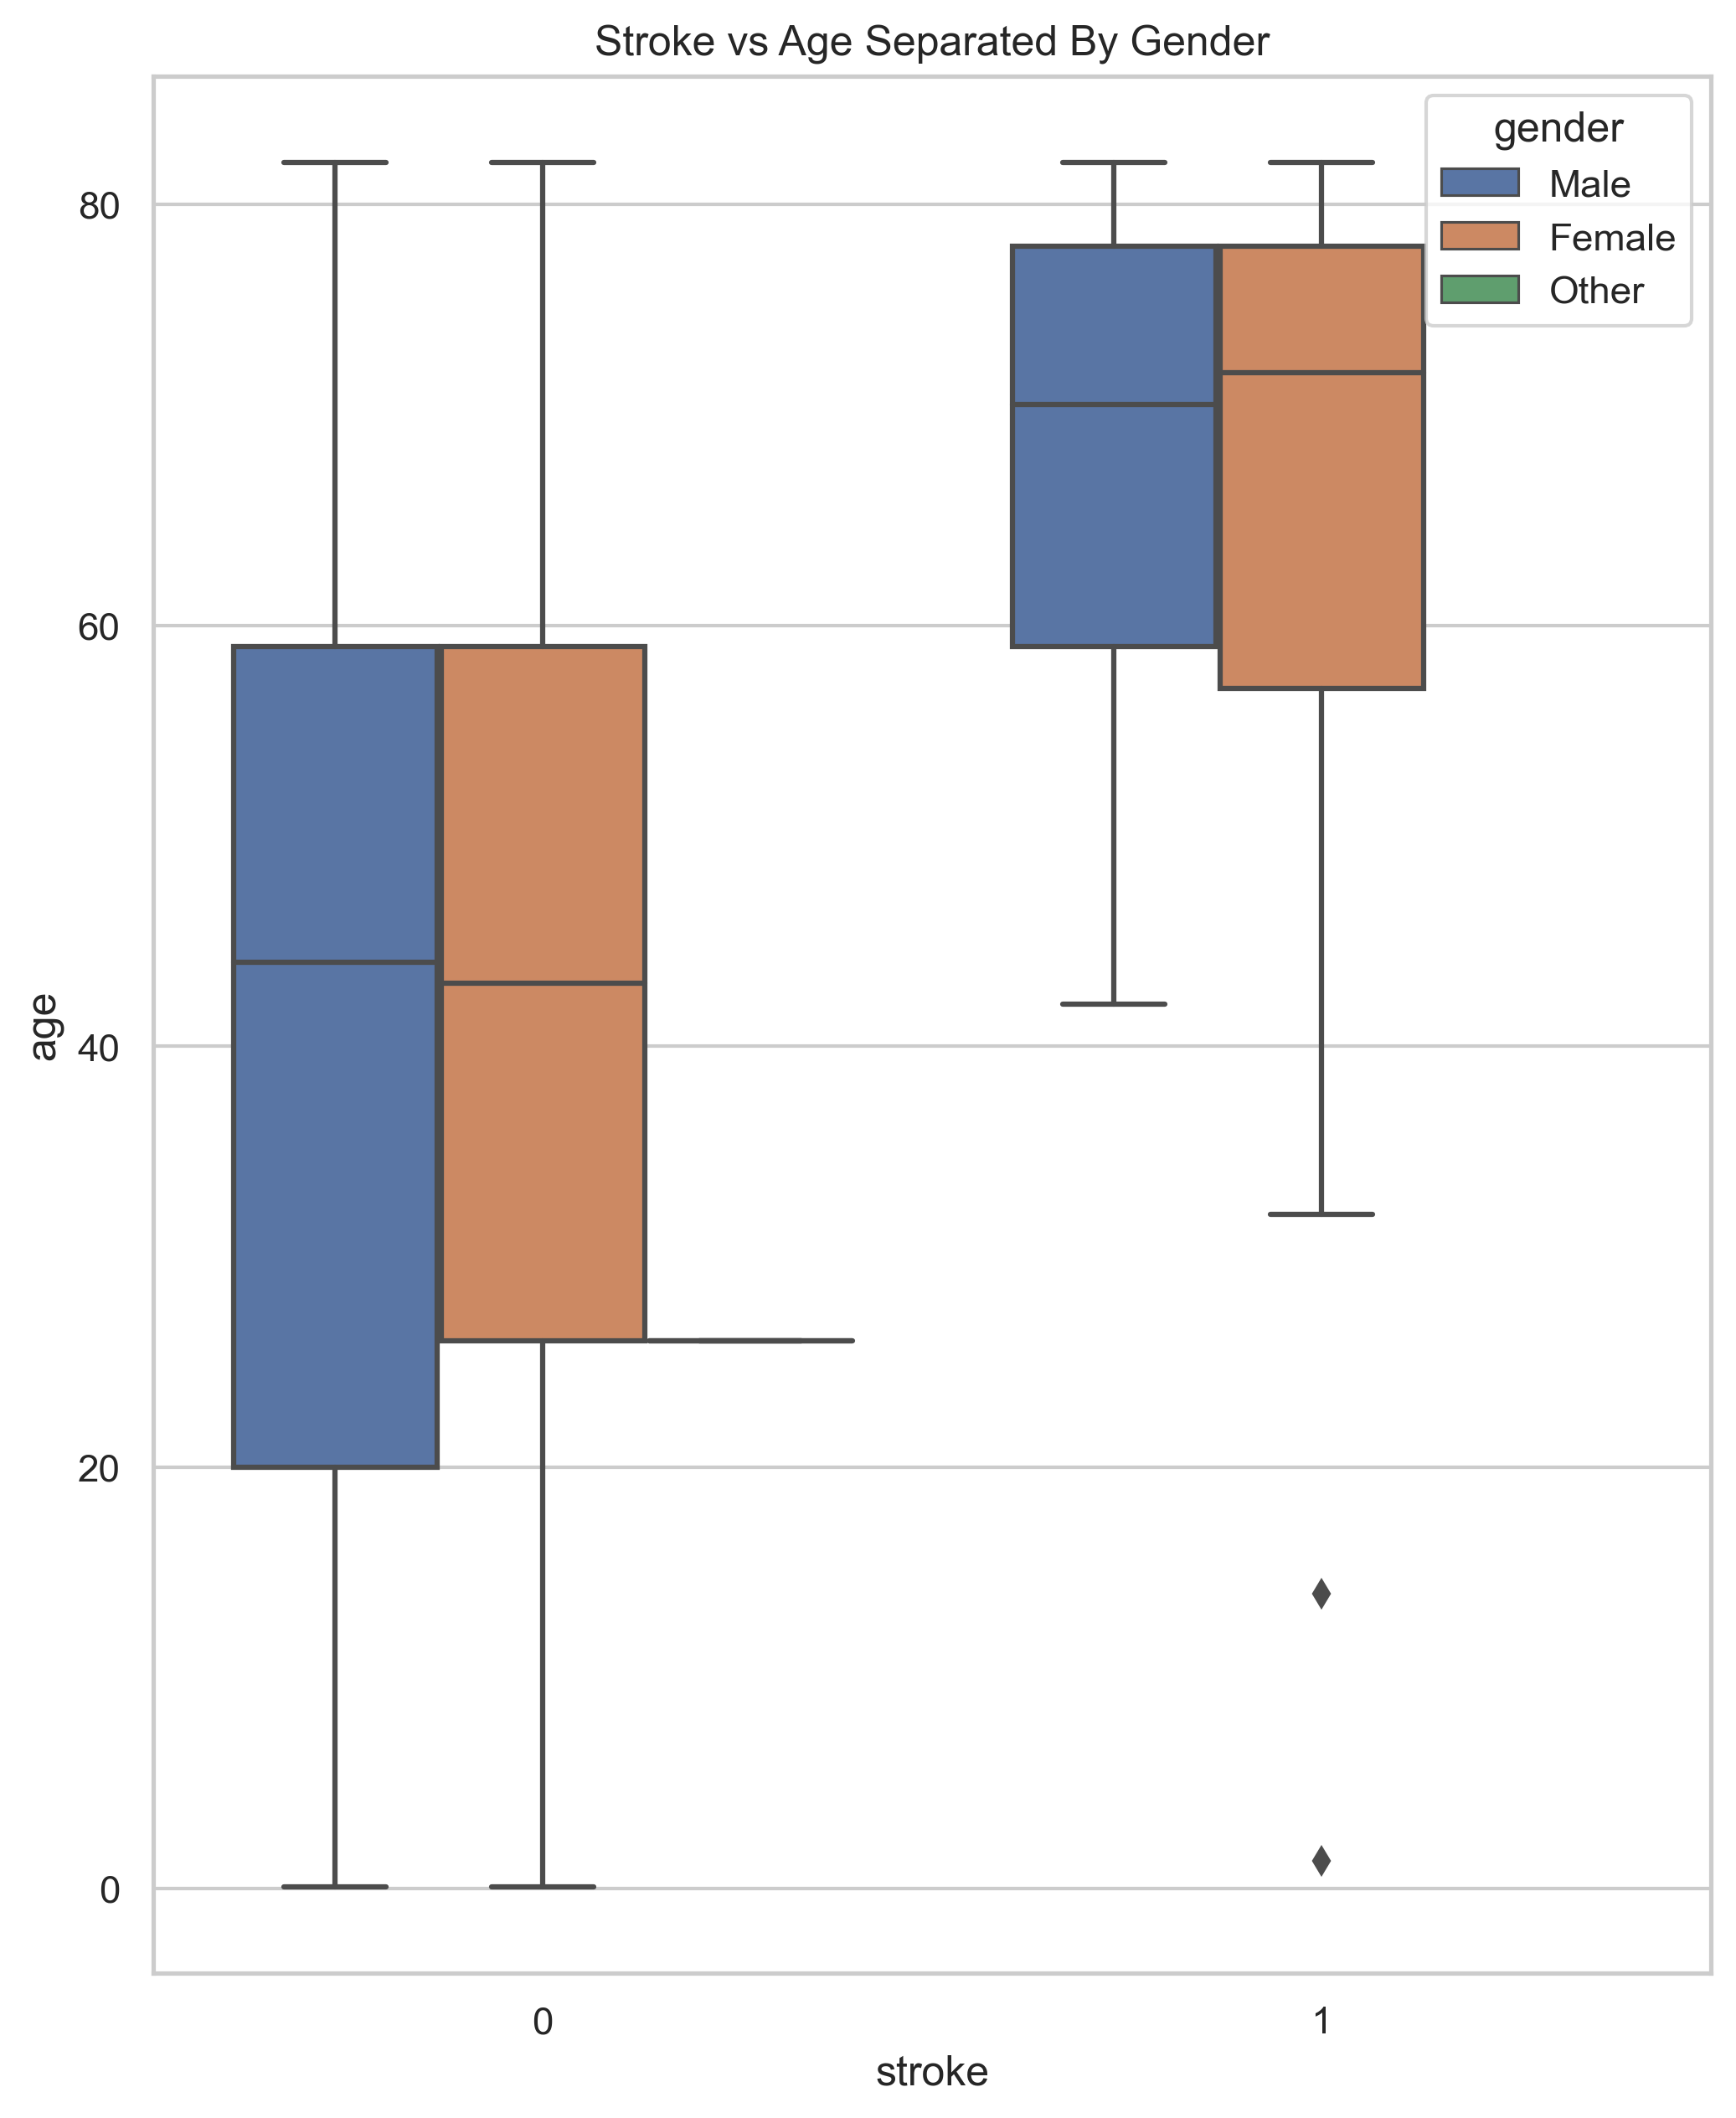 Stroke vs Age Separated By Gender
gender
Male
Female
Other
80
60
40
20
0
age
0
1
stroke